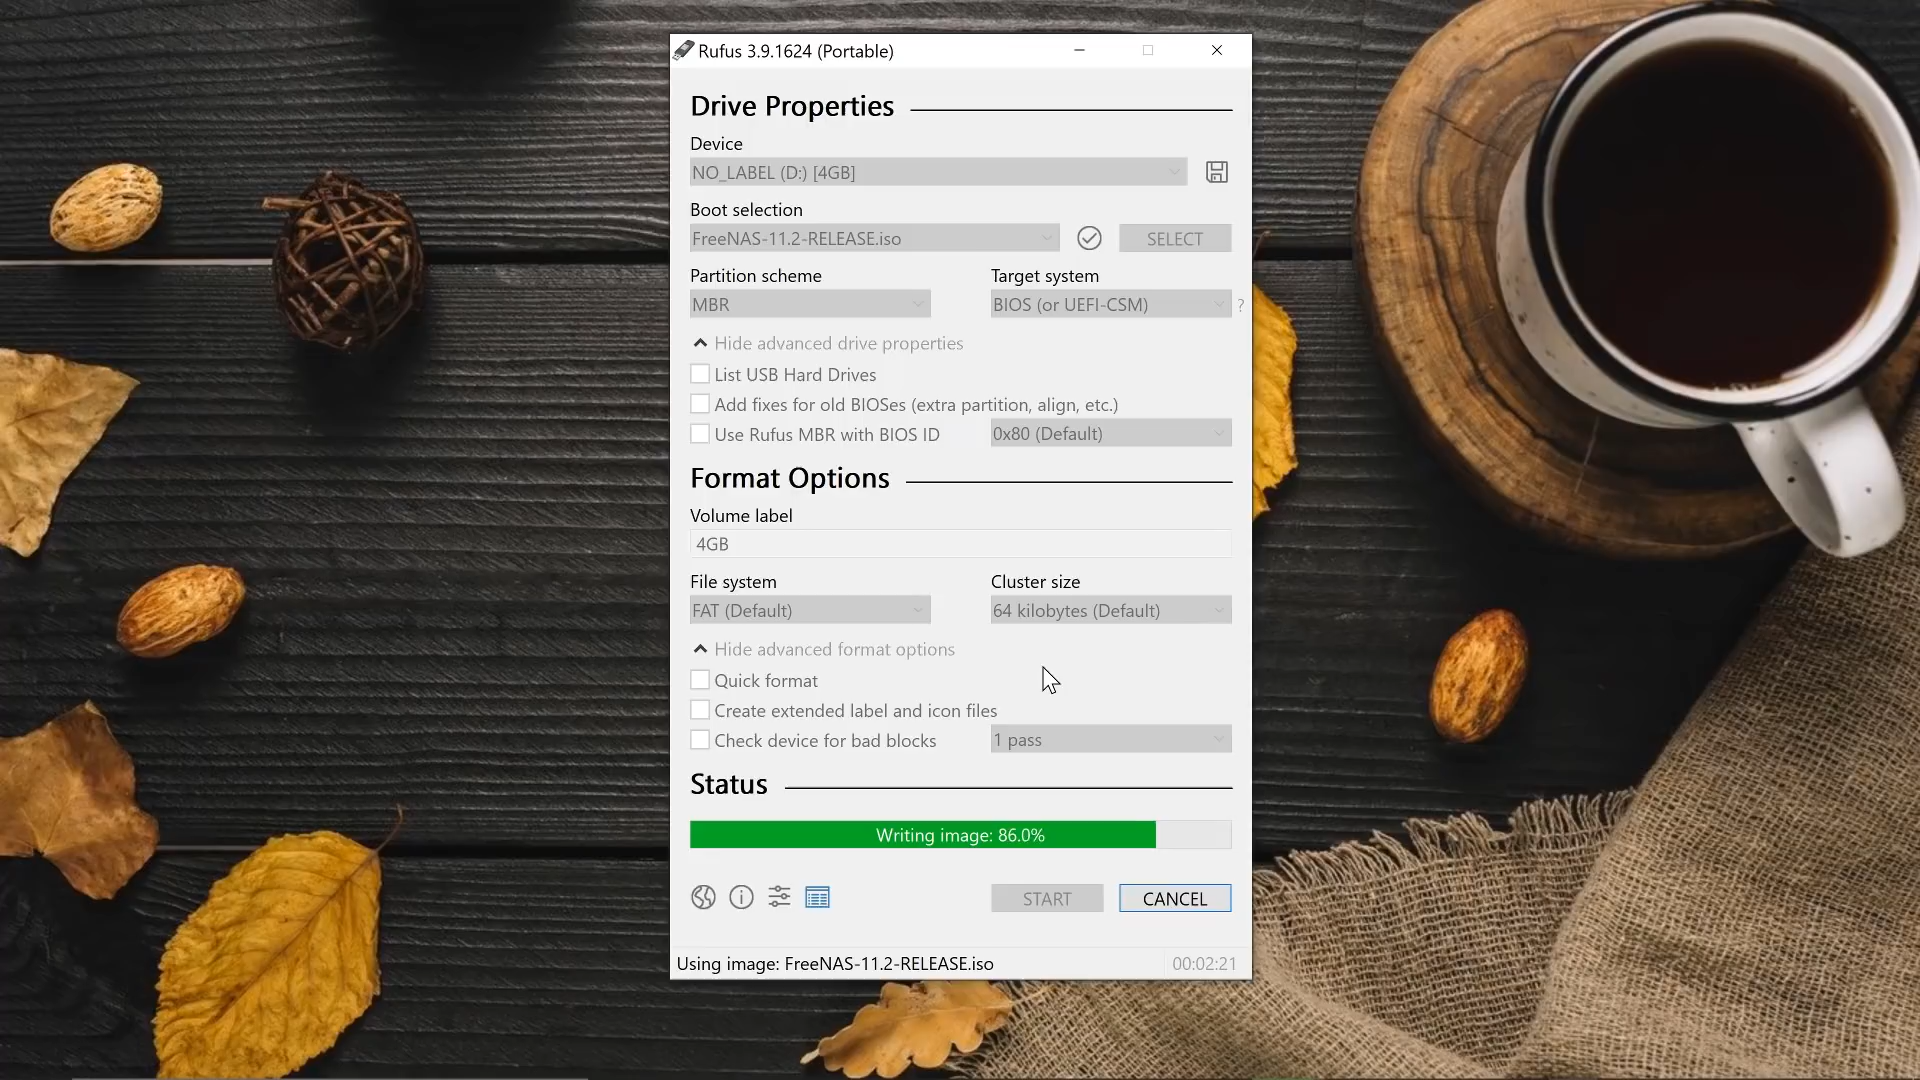 Rufus 3.9.1624 (Portable)
Drive Properties
Device
NO_LABEL (D:) [4GB]
Boot selection
FreeNAS-11.2-RELEASE.iso
SELECT
Partition scheme
Target system
MBR
BIOS (or UEFI-CSM)
?
Hide advanced drive properties
List USB Hard Drives
Add fixes for old BIOSes (extra partition, align, etc.)
Use Rufus MBR with BIOS ID
0x80 (Default)
Format Options
Volume label
4GB
File system
Cluster size
FAT (Default)
64 kilobytes (Default)
Hide advanced format options
Quick format
Create extended label and icon files
Check device for bad blocks
1 pass
Status
Writing image: 86.0%
START
CANCEL
Using image: FreeNAS-11.2-RELEASE.iso
00:02:21